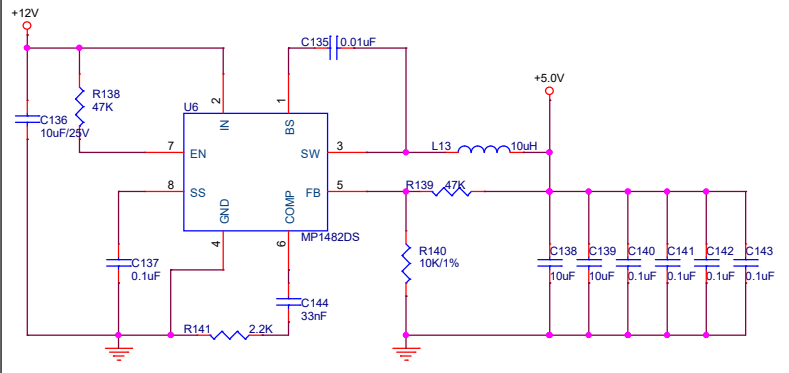 +12V
C135
0.01uF
+5.0V
R138
47K
C136
10uF/25V
U6
2
1
IN
BS
7
EN
SW
3
L13
10uH
8
SS
FB
5
R139
47K
GND
COMP
4
6
MP1482DS
C137
0.1uF
R140
10K/1%
C138
10uF
C139
10uF
C140
0.1uF
C141
0.1uF
C142
0.1uF
C143
0.1uF
C144
33nF
R141
2.2K